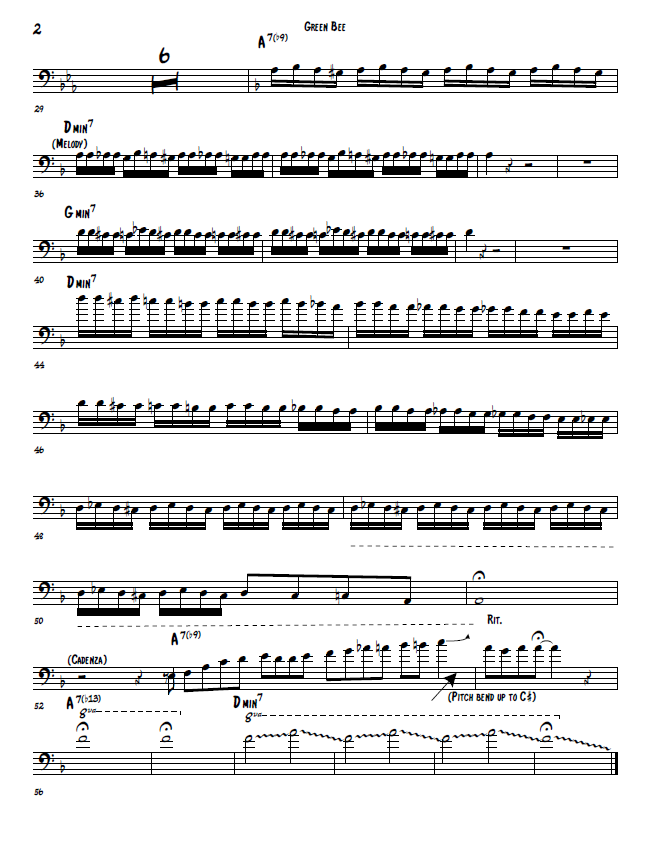 2
Green Bee
6
A7(♭9)
29
Dmin7
(Melody)
36
Gmin7
40
Dmin7
44
46
48
50
Rit.
A7(♭9)
(Cadenza)
(Pitch bend up to C♯)
52
A7(♭13)
Dmin7
8va
8va
56